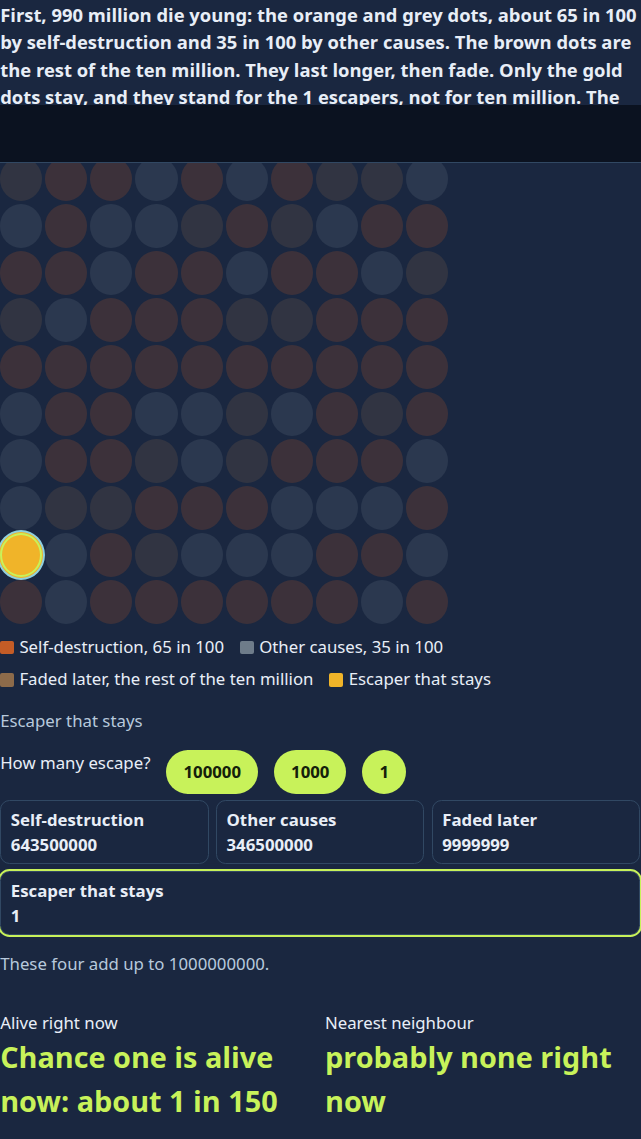 First, 990 million die young: the orange and grey dots, about 65 in 100
by self-destruction and 35 in 100 by other causes. The brown dots are
the rest of the ten million. They last longer, then fade. Only the gold
dots stay, and they stand for the 1 escapers, not for ten million. The
Self-destruction, 65 in 100 Other causes, 35 in 100
Faded later, the rest of the ten million Escaper that stays
Escaper that stays
How many escape? 100000 1000 1
Self-destruction Other causes Faded later
643500000 346500000 9999999
Escaper that stays
1
These four add up to 1000000000.
Alive right now Nearest neighbour
Chance one is alive probably none right
now: about 1 in 150 now